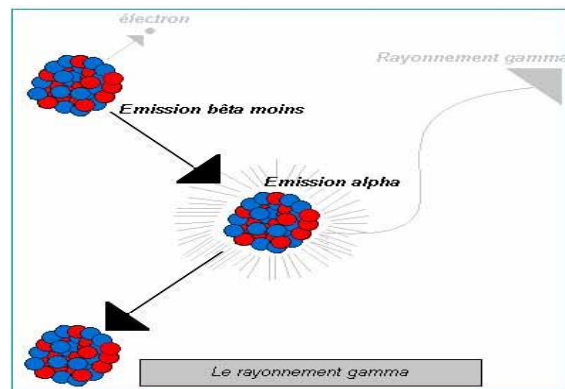 électron
Rayonnement gamma
Emission bêta moins
Emission alpha
Le rayonnement gamma